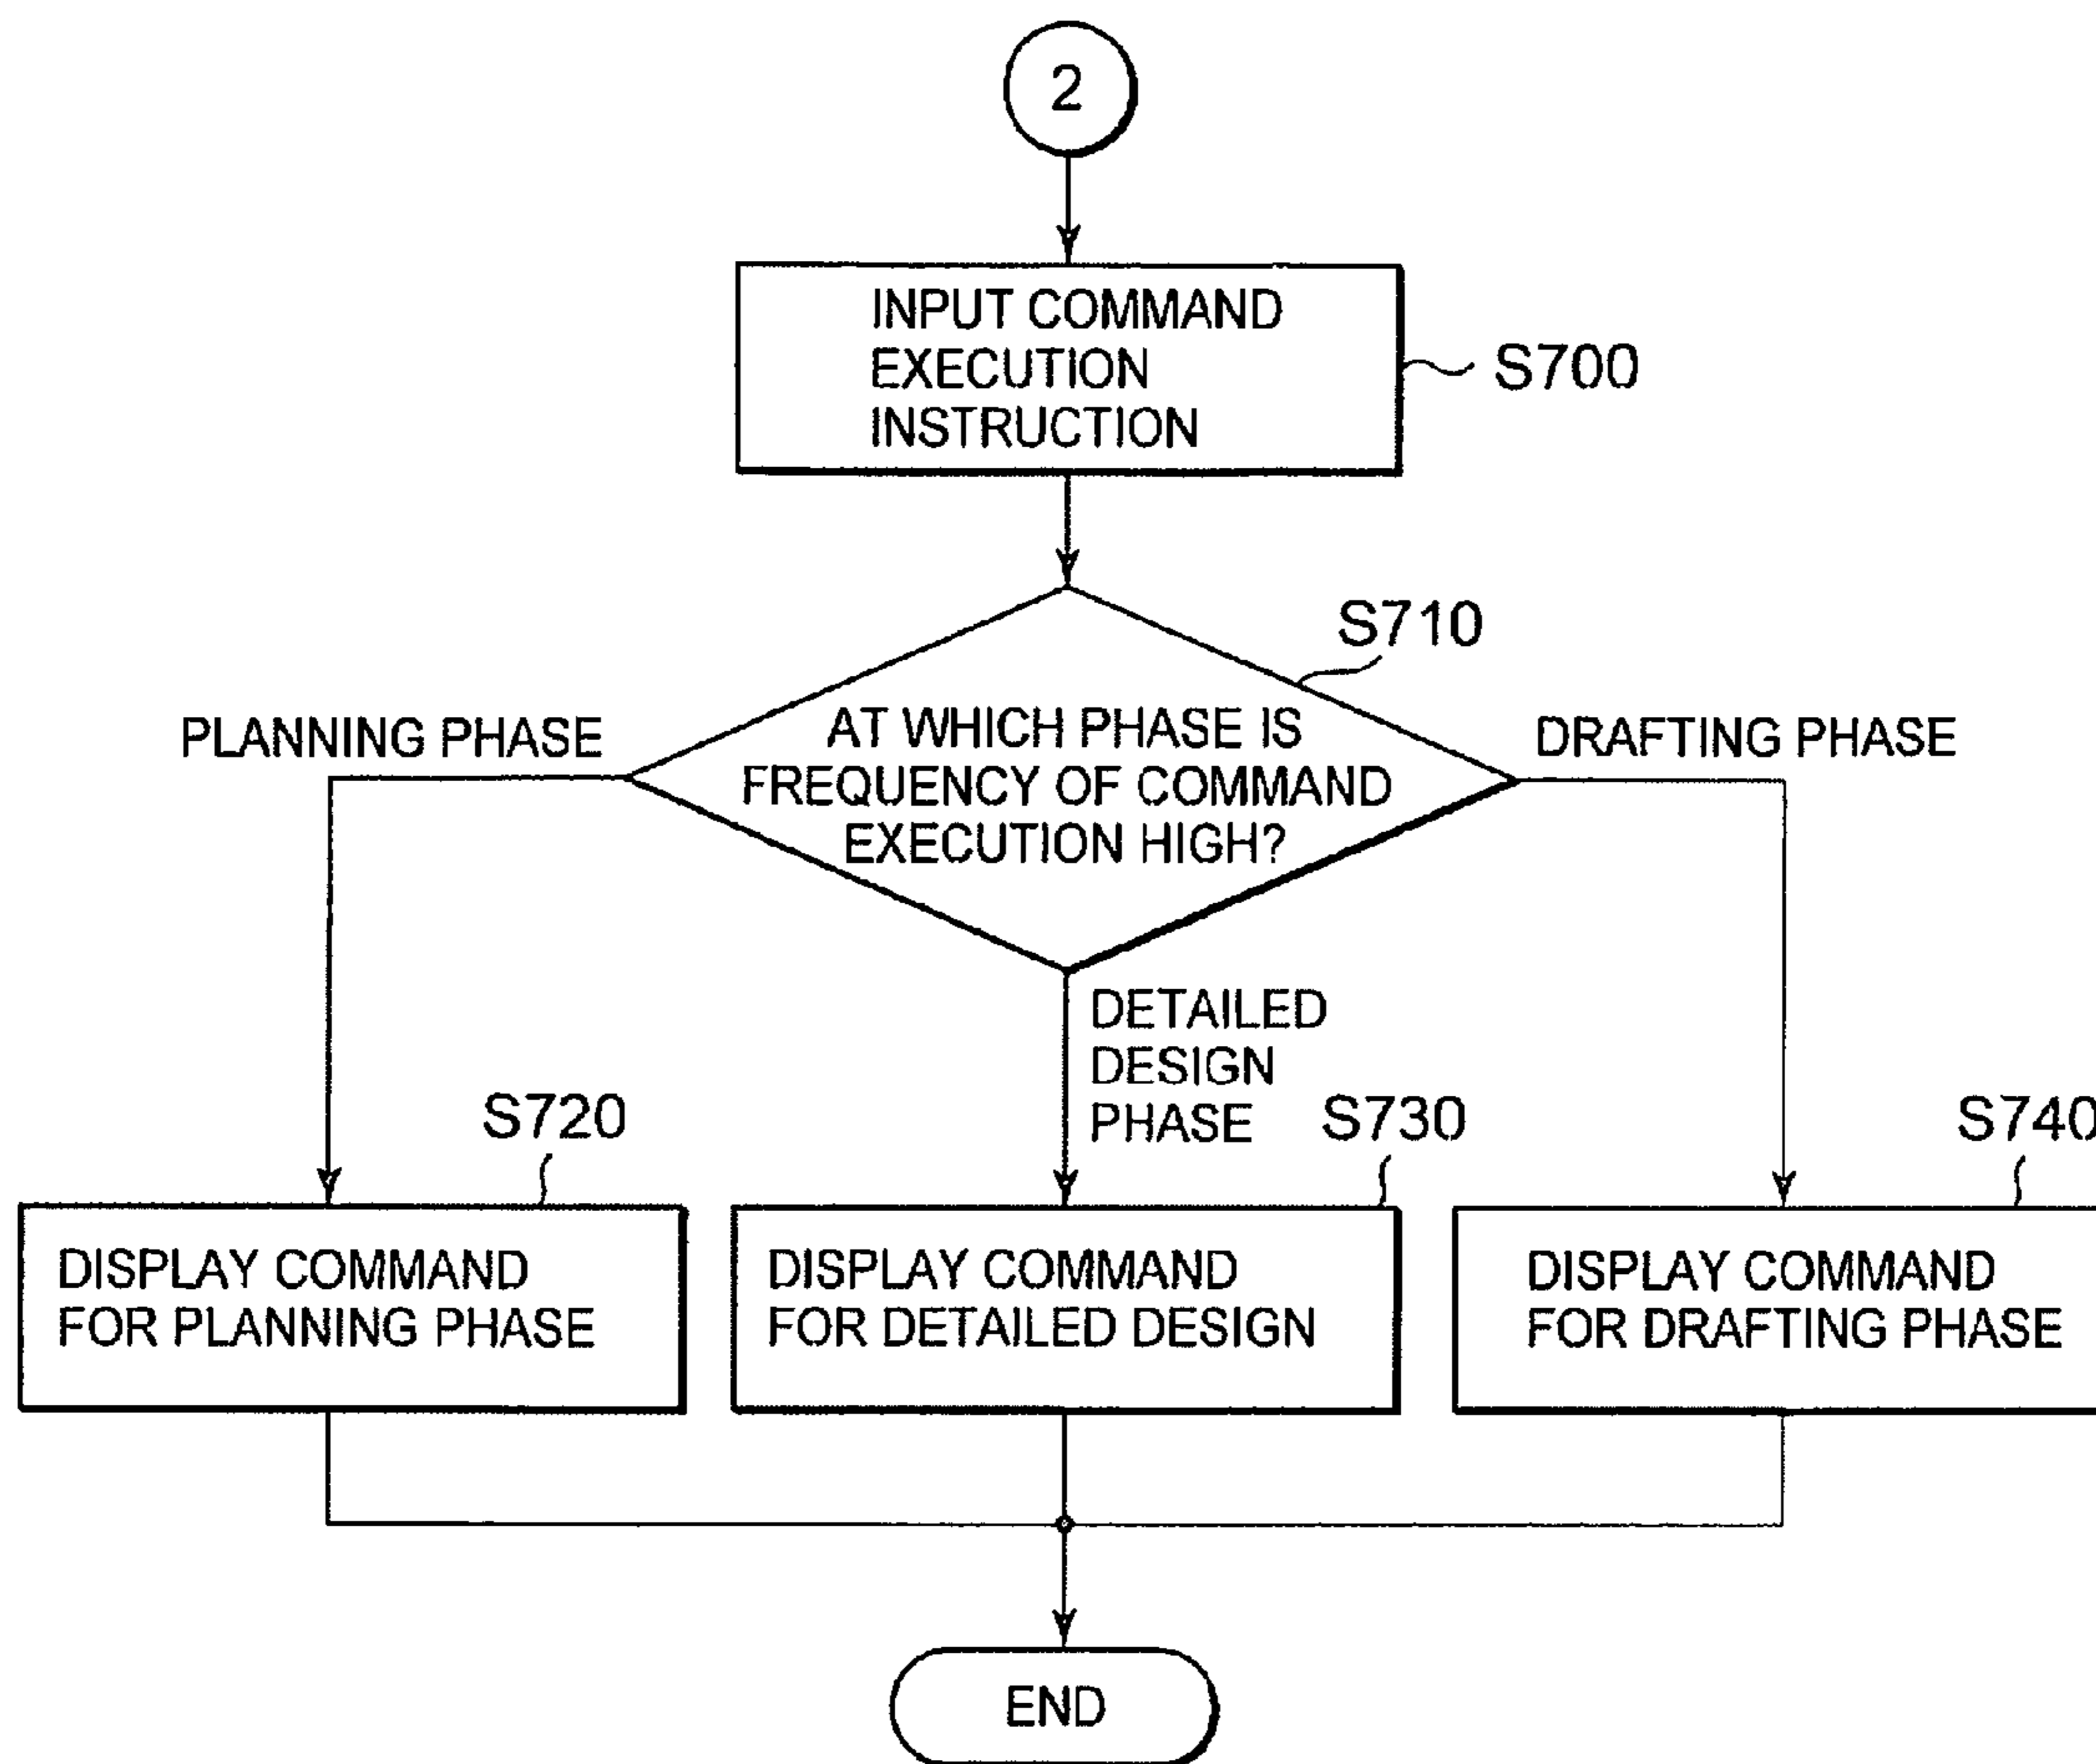 2
INPUT COMMAND
EXECUTION
INSTRUCTION
S700
S710
AT WHICH PHASE IS
FREQUENCY OF COMMAND
EXECUTION HIGH?
PLANNING PHASE
DRAFTING PHASE
DETAILED
DESIGN
PHASE
S720
S730
S740
DISPLAY COMMAND
FOR PLANNING PHASE
DISPLAY COMMAND
FOR DETAILED DESIGN
DISPLAY COMMAND
FOR DRAFTING PHASE
END